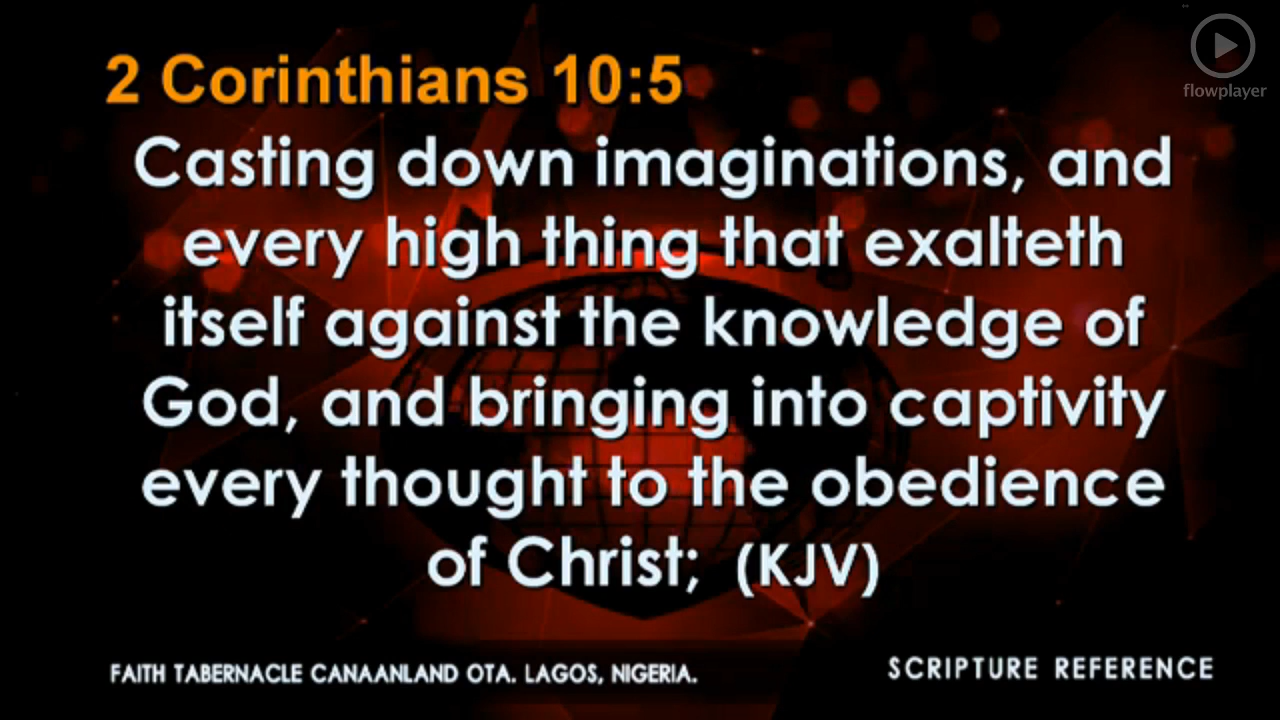 2 Corinthians 10:5
flowplayer
Casting down imaginations, and
every high thing that exalteth
itself against the knowledge of
God, and bringing into captivity
every thought to the obedience
of Christ; (KJV)
FAITH TABERNACLE CANAANLAND OTA. LAGOS, NIGERIA.
SCRIPTURE REFERENCE